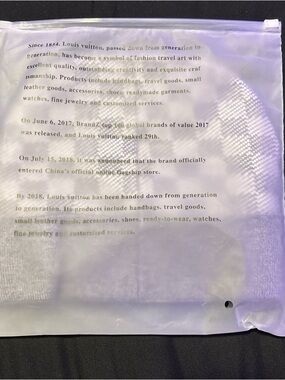 Since 1854, Louis vuitton, passed down from generation to
generation, has become a symbol of fashion travel art with
excellent quality, outstanding creativity and exquisite craf
tsmanship. Products include handbags, travel goods, small
leather goods, accessories, shoes, readymade garments,
watches, fine jewelry and customized services.
On June 6, 2017, BrandZ top 100 global brands of value 2017
was released, and Louis vuitton ranked 29th.
On July 15, 2018, it was announced that the brand officially
entered China's official online flagship store.
By 2018, Louis vuitton has been handed down from generation
to generation. Its products include handbags, travel goods,
small leather goods, accessories, shoes, ready-to-wear, watches,
fine jewelry and customized services.